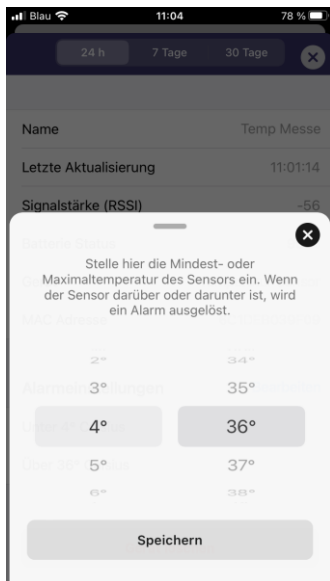 Blau
11:04
78 %
24 h
7 Tage
30 Tage
Name
Temp Messe
Letzte Aktualisierung
11:01:14
Signalstärke (RSSI)
-56
Stelle hier die Mindest- oder
Maximaltemperatur des Sensors ein. Wenn
der Sensor darüber oder darunter ist, wird
ein Alarm ausgelöst.
2° 34°
3° 35°
4° 36°
5° 37°
6° 38°
Speichern